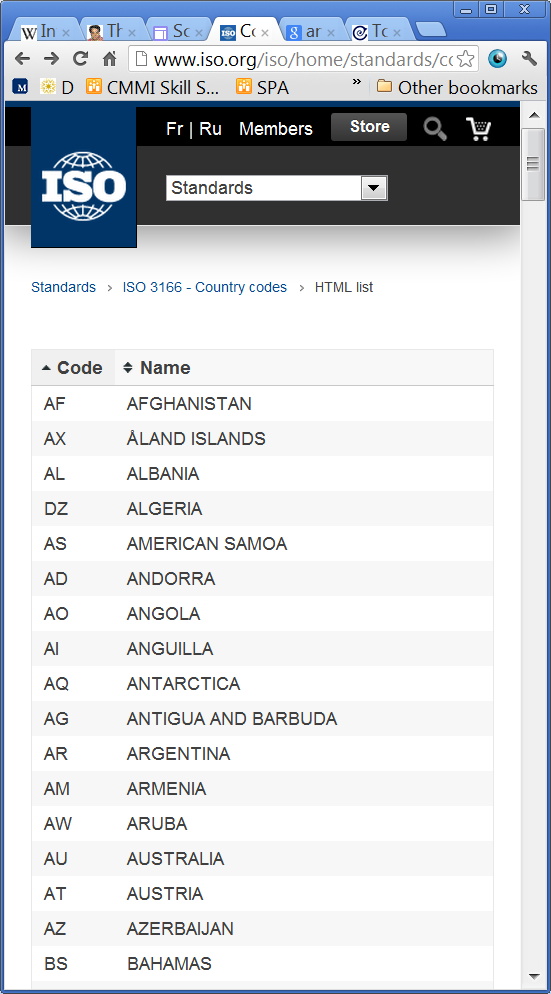 In Th Sc Co ar To
www.iso.org/iso/home/standards/co
M D CMMI Skill S... SPA » Other bookmarks
Fr | Ru Members Store
ISO
Standards
Standards › ISO 3166 - Country codes › HTML list
Code Name
AF AFGHANISTAN
AX ÅLAND ISLANDS
AL ALBANIA
DZ ALGERIA
AS AMERICAN SAMOA
AD ANDORRA
AO ANGOLA
AI ANGUILLA
AQ ANTARCTICA
AG ANTIGUA AND BARBUDA
AR ARGENTINA
AM ARMENIA
AW ARUBA
AU AUSTRALIA
AT AUSTRIA
AZ AZERBAIJAN
BS BAHAMAS